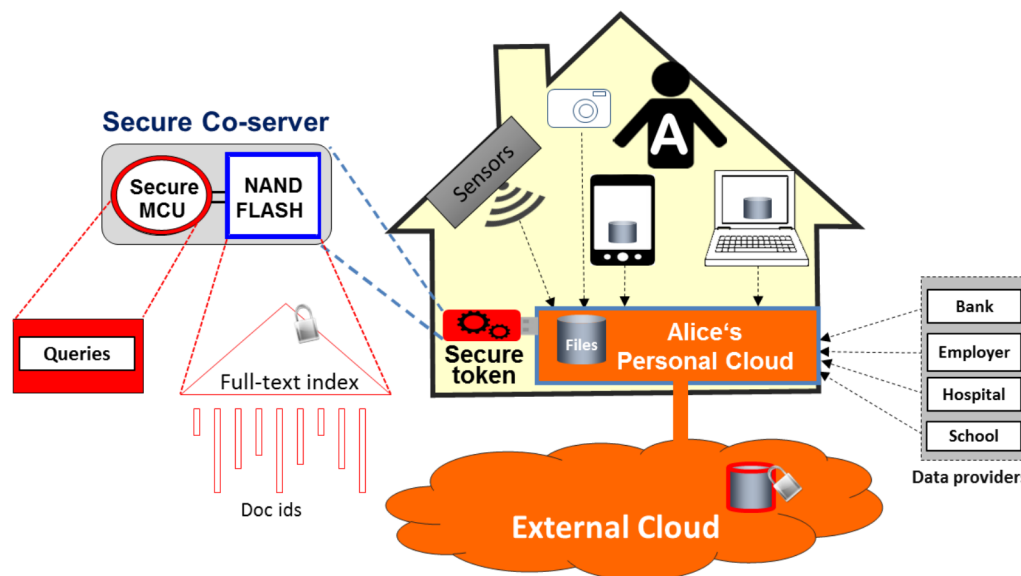 Secure Co-server
Secure
MCU
NAND
FLASH
Queries
Full-text index
Doc ids
Sensors
A
Secure
token
Files
Alice‘s
Personal Cloud
External Cloud
Bank
Employer
Hospital
School
Data provider